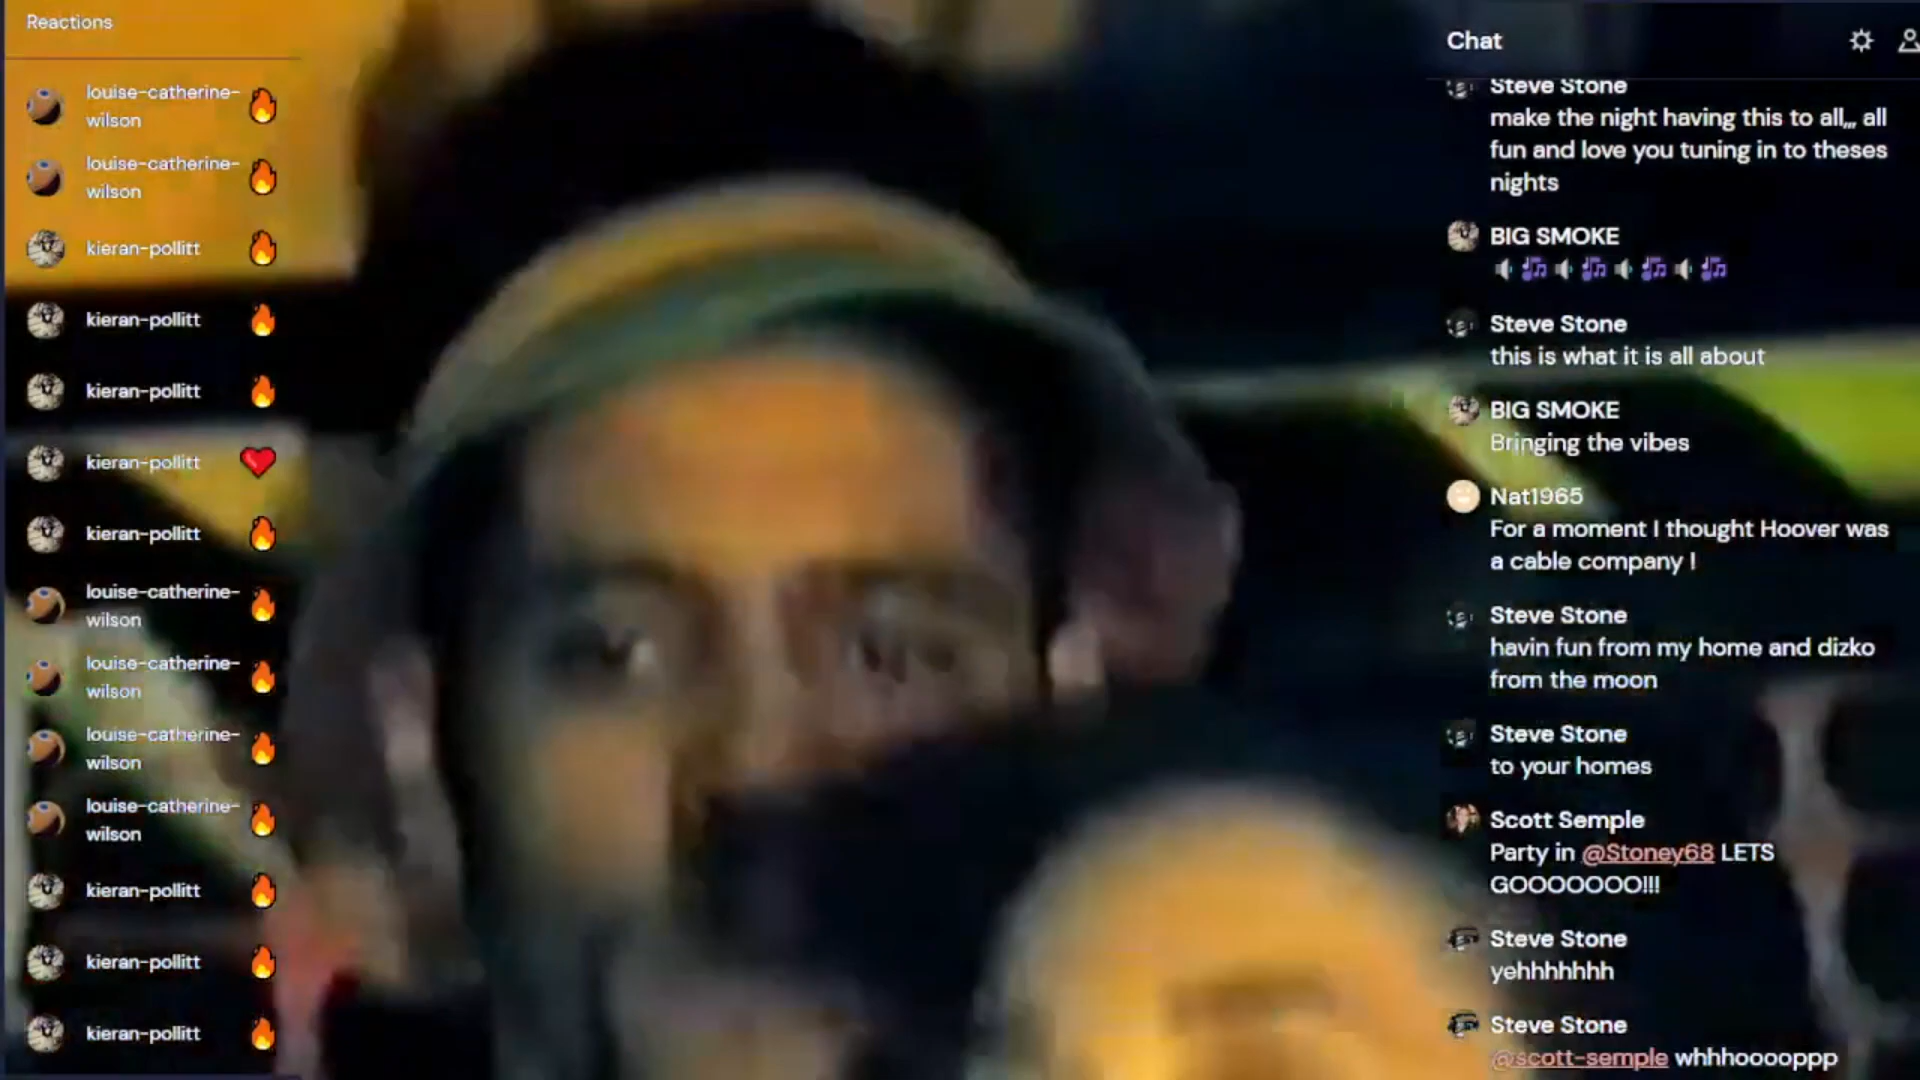 Reactions
louise-catherine-
wilson
louise-catherine-
wilson
kieran-pollitt
kieran-pollitt
kieran-pollitt
kieran-pollitt
kieran-pollitt
louise-catherine-
wilson
louise-catherine-
wilson
louise-catherine-
wilson
louise-catherine-
wilson
kieran-pollitt
kieran-pollitt
kieran-pollitt
Chat
Steve Stone
make the night having this to all,,, all
fun and love you tuning in to theses
nights
BIG SMOKE
🔈🎶🔈🎶🔈🎶🔈🎶
Steve Stone
this is what it is all about
BIG SMOKE
Bringing the vibes
Nat1965
For a moment I thought Hoover was
a cable company !
Steve Stone
havin fun from my home and dizko
from the moon
Steve Stone
to your homes
Scott Semple
Party in @Stoney68 LETS
GOOOOOOO!!!
Steve Stone
yehhhhhhh
Steve Stone
@scott-semple whhhooooppp